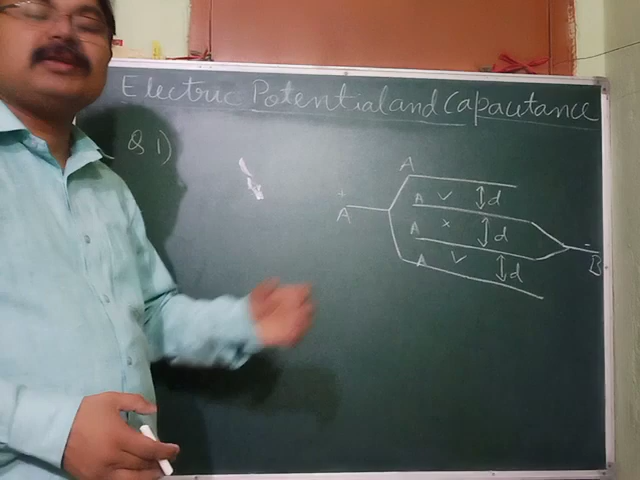 Electric Potential and Capacitance
Q 1)
A
A ✓ d
+ -
A A × d
A ✓ d B